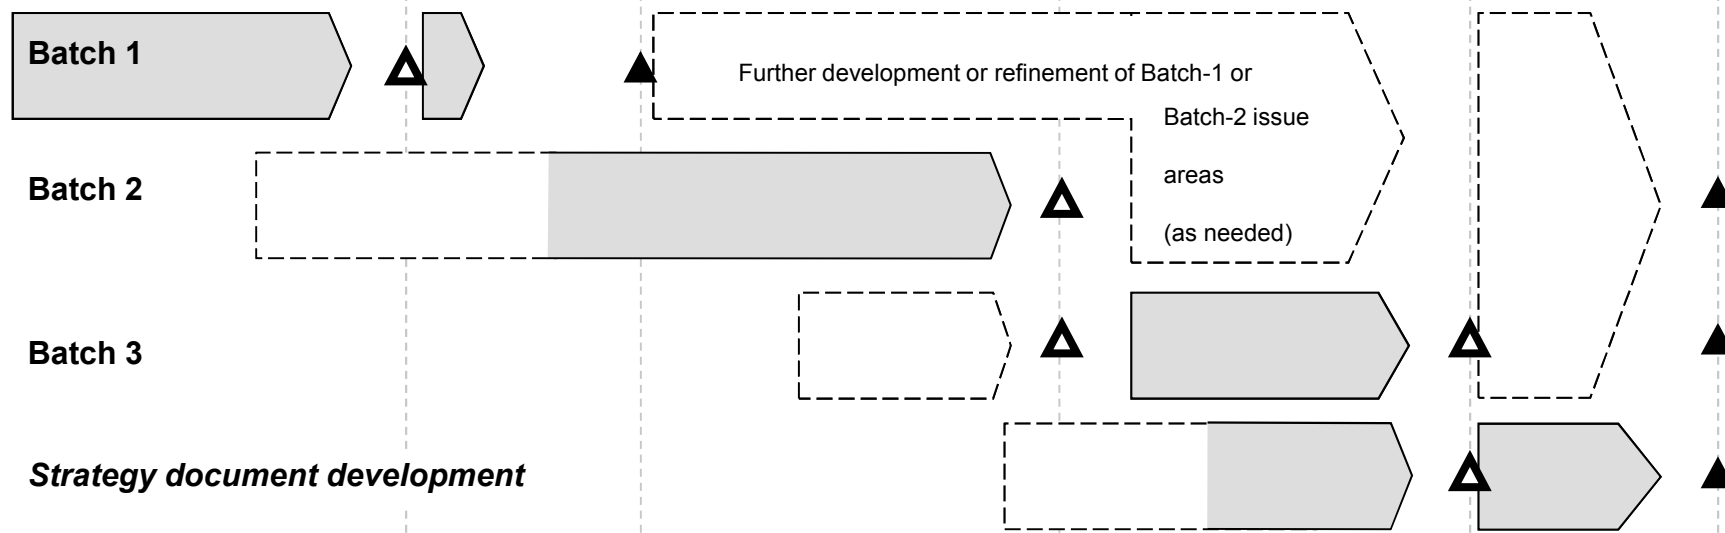 Batch 1
Further development or refinement of Batch-1 or
Batch-2 issue
areas
(as needed)
Batch 2
Batch 3
Strategy document development